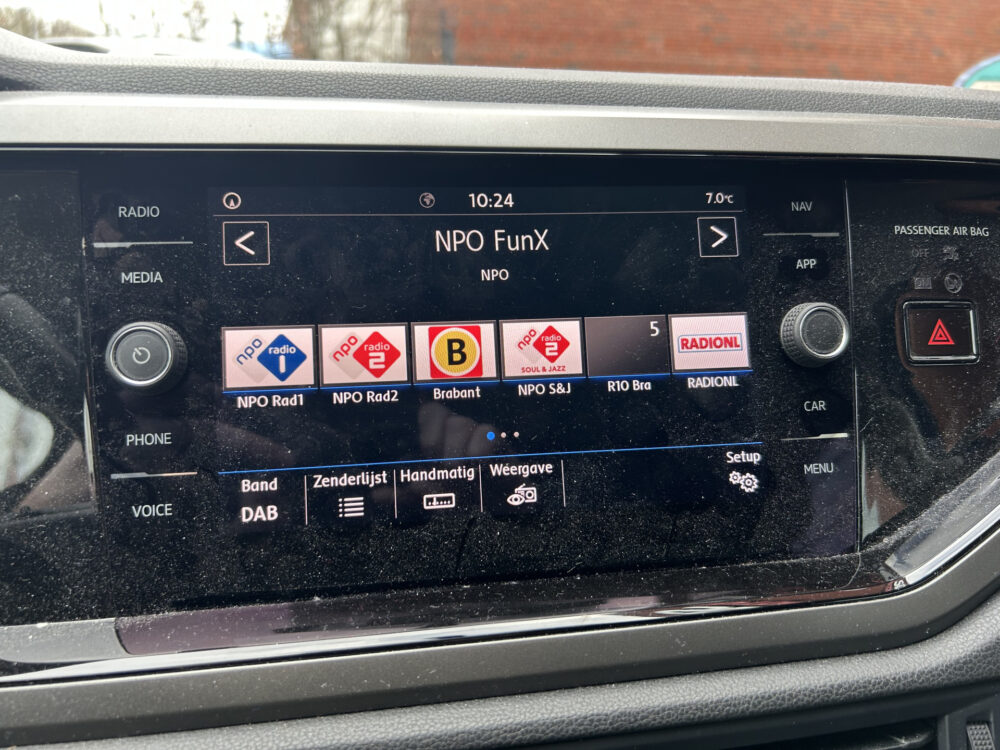 RADIO
MEDIA
PHONE
VOICE
10:24
7.0°C
<
NPO FunX
>
NPO
npo radio 1
npo radio 2
B
npo radio 2 SOUL & JAZZ
5
RADIONL
NPO Rad1
NPO Rad2
Brabant
NPO S&J
R10 Bra
RADIONL
Band
DAB
Zenderlijst
Handmatig
Weergave
Setup
NAV
APP
CAR
MENU
PASSENGER AIR BAG
OFF